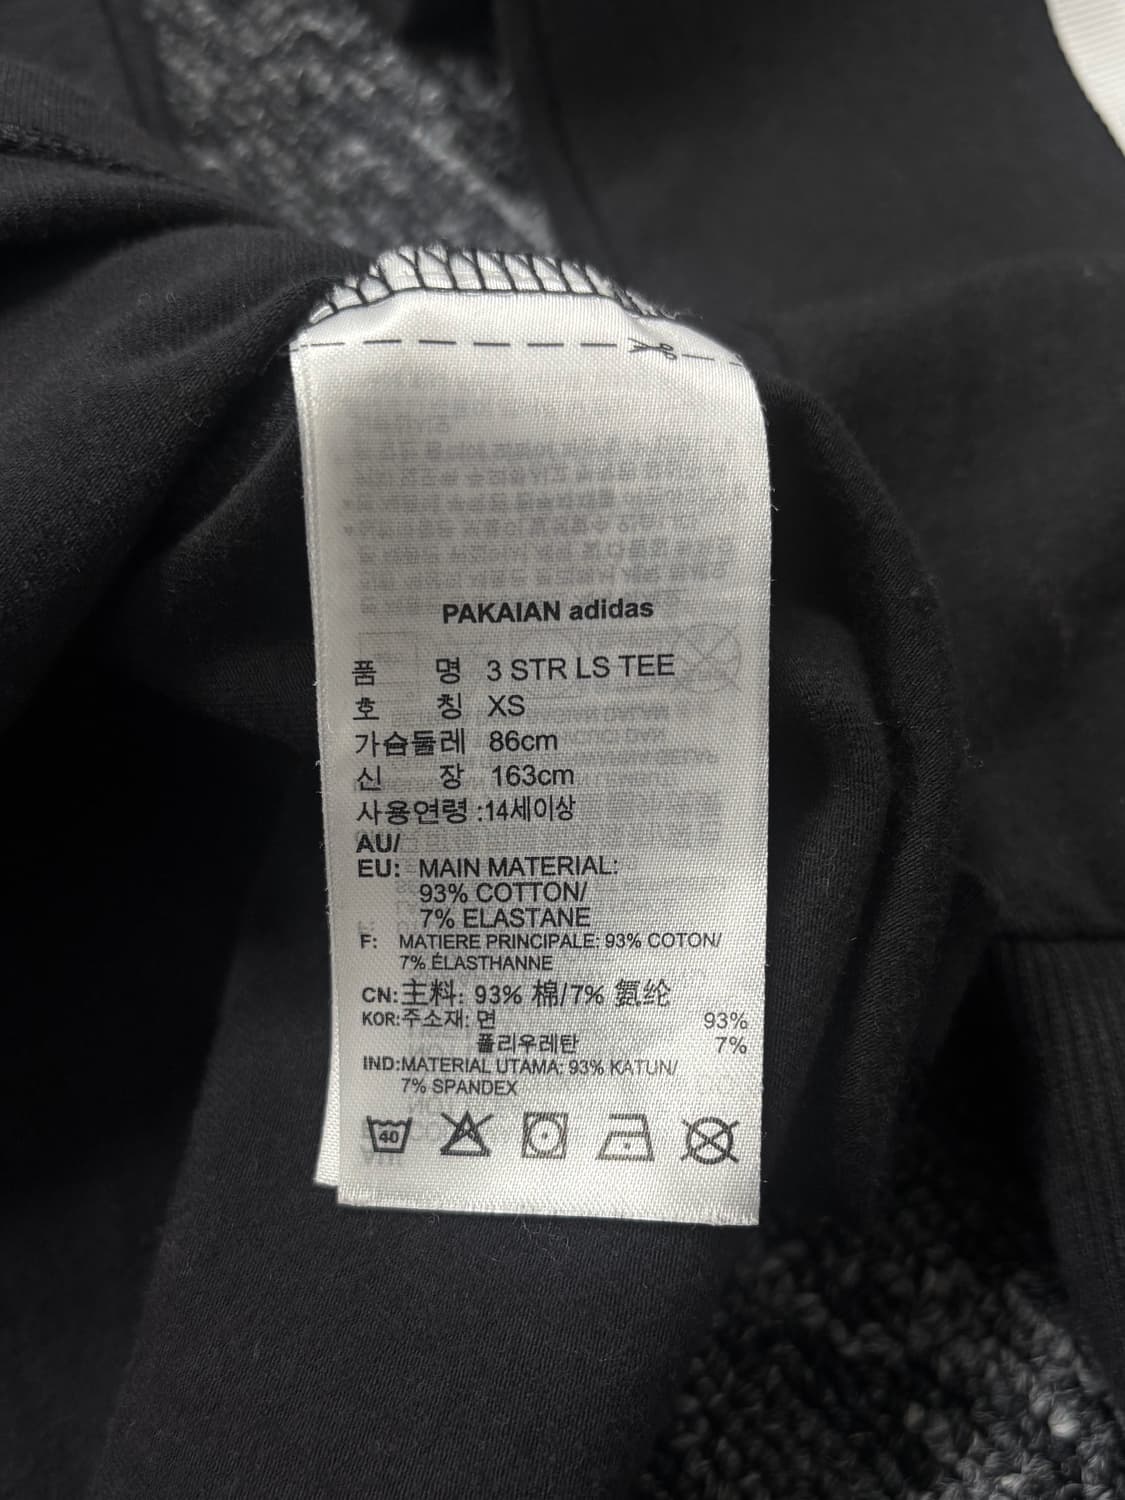 PAKAIAN adidas
품 명 3 STR LS TEE
호 칭 XS
가슴둘레 86cm
신 장 163cm
사용연령 :14세이상
AU/
EU: MAIN MATERIAL:
93% COTTON/
7% ELASTANE
F: MATIERE PRINCIPALE: 93% COTON/
7% ÉLASTHANNE
CN:主料: 93% 棉/7% 氨纶
KOR:주소재: 면 93%
폴리우레탄 7%
IND:MATERIAL UTAMA: 93% KATUN/
7% SPANDEX
40